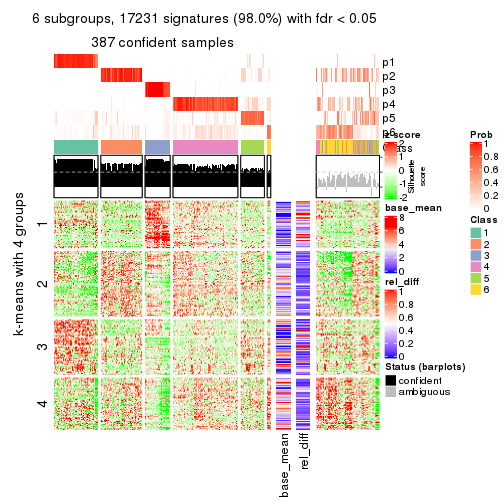 6 subgroups, 17231 signatures (98.0%) with fdr < 0.05
387 confident samples
p1
p2
p3
p4
p5
p6
Class
Silhouette
score
k-means with 4 groups
1
2
3
4
base_mean
rel_diff
z-score
2
1
0
-1
-2
base_mean
8
6
4
2
0
rel_diff
1
0.8
0.6
0.4
0.2
0
Status (barplots)
confident
ambiguous
Prob
1
0.8
0.6
0.4
0.2
0
Class
1
2
3
4
5
6